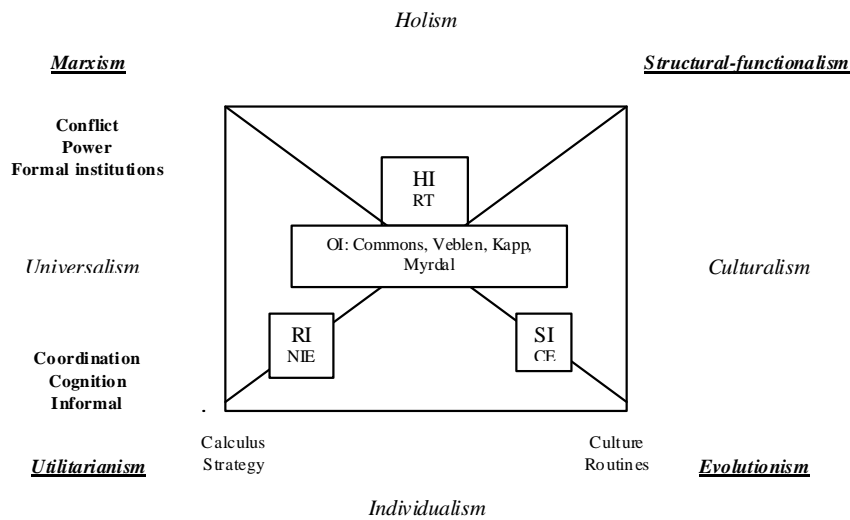 Holism
Marxism
Structural-functionalism
Conflict
Power
Formal institutions
HI
RT
OI: Commons, Veblen, Kapp,
Myrdal
Universalism
Culturalism
RI
NIE
SI
CE
Coordination
Cognition
Informal
Calculus
Strategy
Culture
Routines
Utilitarianism
Evolutionism
Individualism